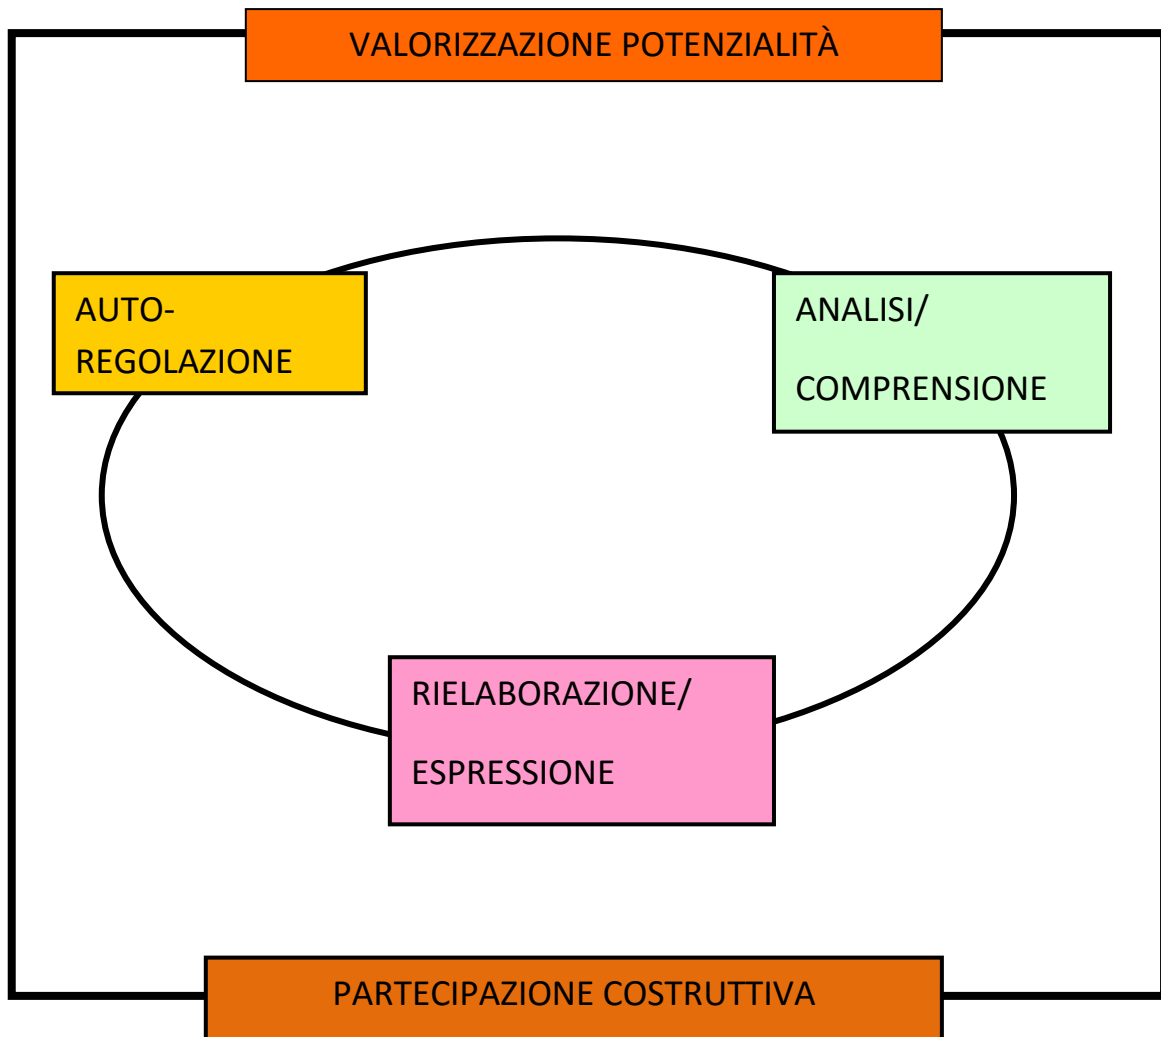 VALORIZZAZIONE POTENZIALITÀ
AUTO-
REGOLAZIONE
ANALISI/
COMPRENSIONE
RIELABORAZIONE/
ESPRESSIONE
PARTECIPAZIONE COSTRUTTIVA